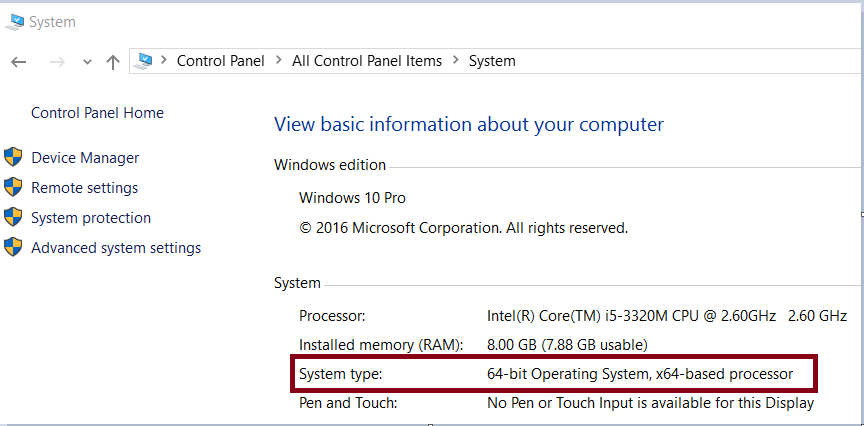 System
Control Panel > All Control Panel Items > System
Control Panel Home
Device Manager
Remote settings
System protection
Advanced system settings
View basic information about your computer
Windows edition
Windows 10 Pro
© 2016 Microsoft Corporation. All rights reserved.
System
Processor: Intel(R) Core(TM) i5-3320M CPU @ 2.60GHz 2.60 GHz
Installed memory (RAM): 8.00 GB (7.88 GB usable)
System type: 64-bit Operating System, x64-based processor
Pen and Touch: No Pen or Touch Input is available for this Display